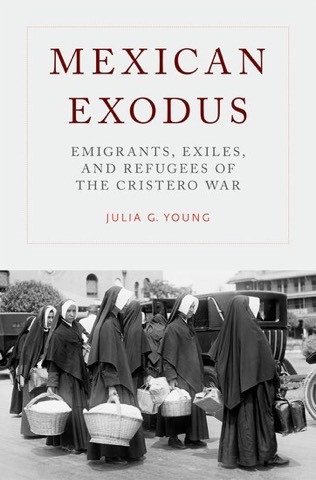 MEXICAN
EXODUS
EMIGRANTS, EXILES,
AND REFUGEES OF
THE CRISTERO WAR
JULIA G. YOUNG